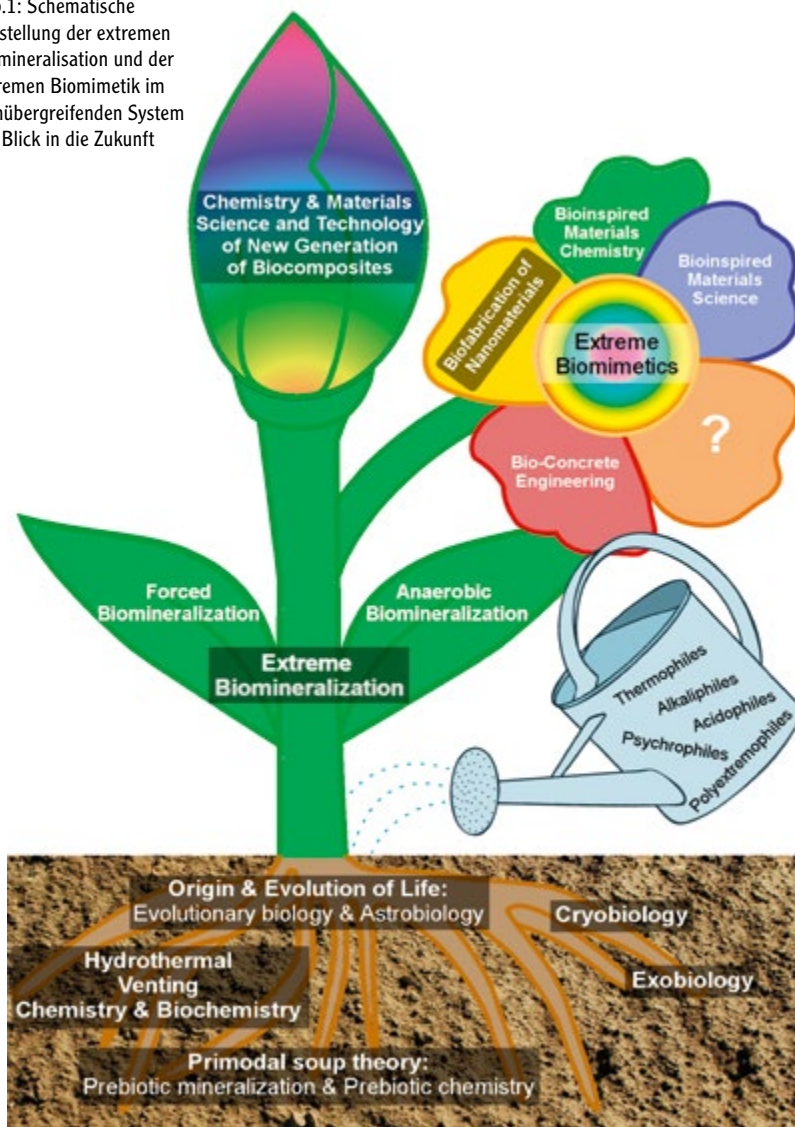 .1: Schematische
stellung der extremen
mineralisation und der
remen Biomimetik im
nübergreifenden System
Blick in die Zukunft
Chemistry & Materials
Science and Technology
of New Generation
of Biocomposites
Bioinspired
Materials
Chemistry
Bioinspired
Materials
Science
Biofabrication of
Nanomaterials
Extreme
Biomimetics
?
Bio-Concrete
Engineering
Forced
Biomineralization
Anaerobic
Biomineralization
Extreme
Biomineralization
Thermophiles
Alkaliphiles
Acidophiles
Psychrophiles
Polyextremophiles
Origin & Evolution of Life:
Evolutionary biology & Astrobiology
Cryobiology
Hydrothermal
Venting
Chemistry & Biochemistry
Exobiology
Primodal soup theory:
Prebiotic mineralization & Prebiotic chemistry